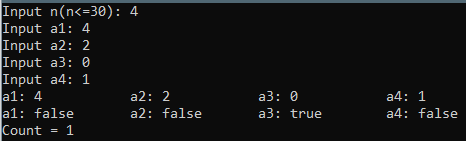 Input n(n<=30): 4
Input a1: 4
Input a2: 2
Input a3: 0
Input a4: 1
a1: 4 a2: 2 a3: 0 a4: 1
a1: false a2: false a3: true a4: false
Count = 1